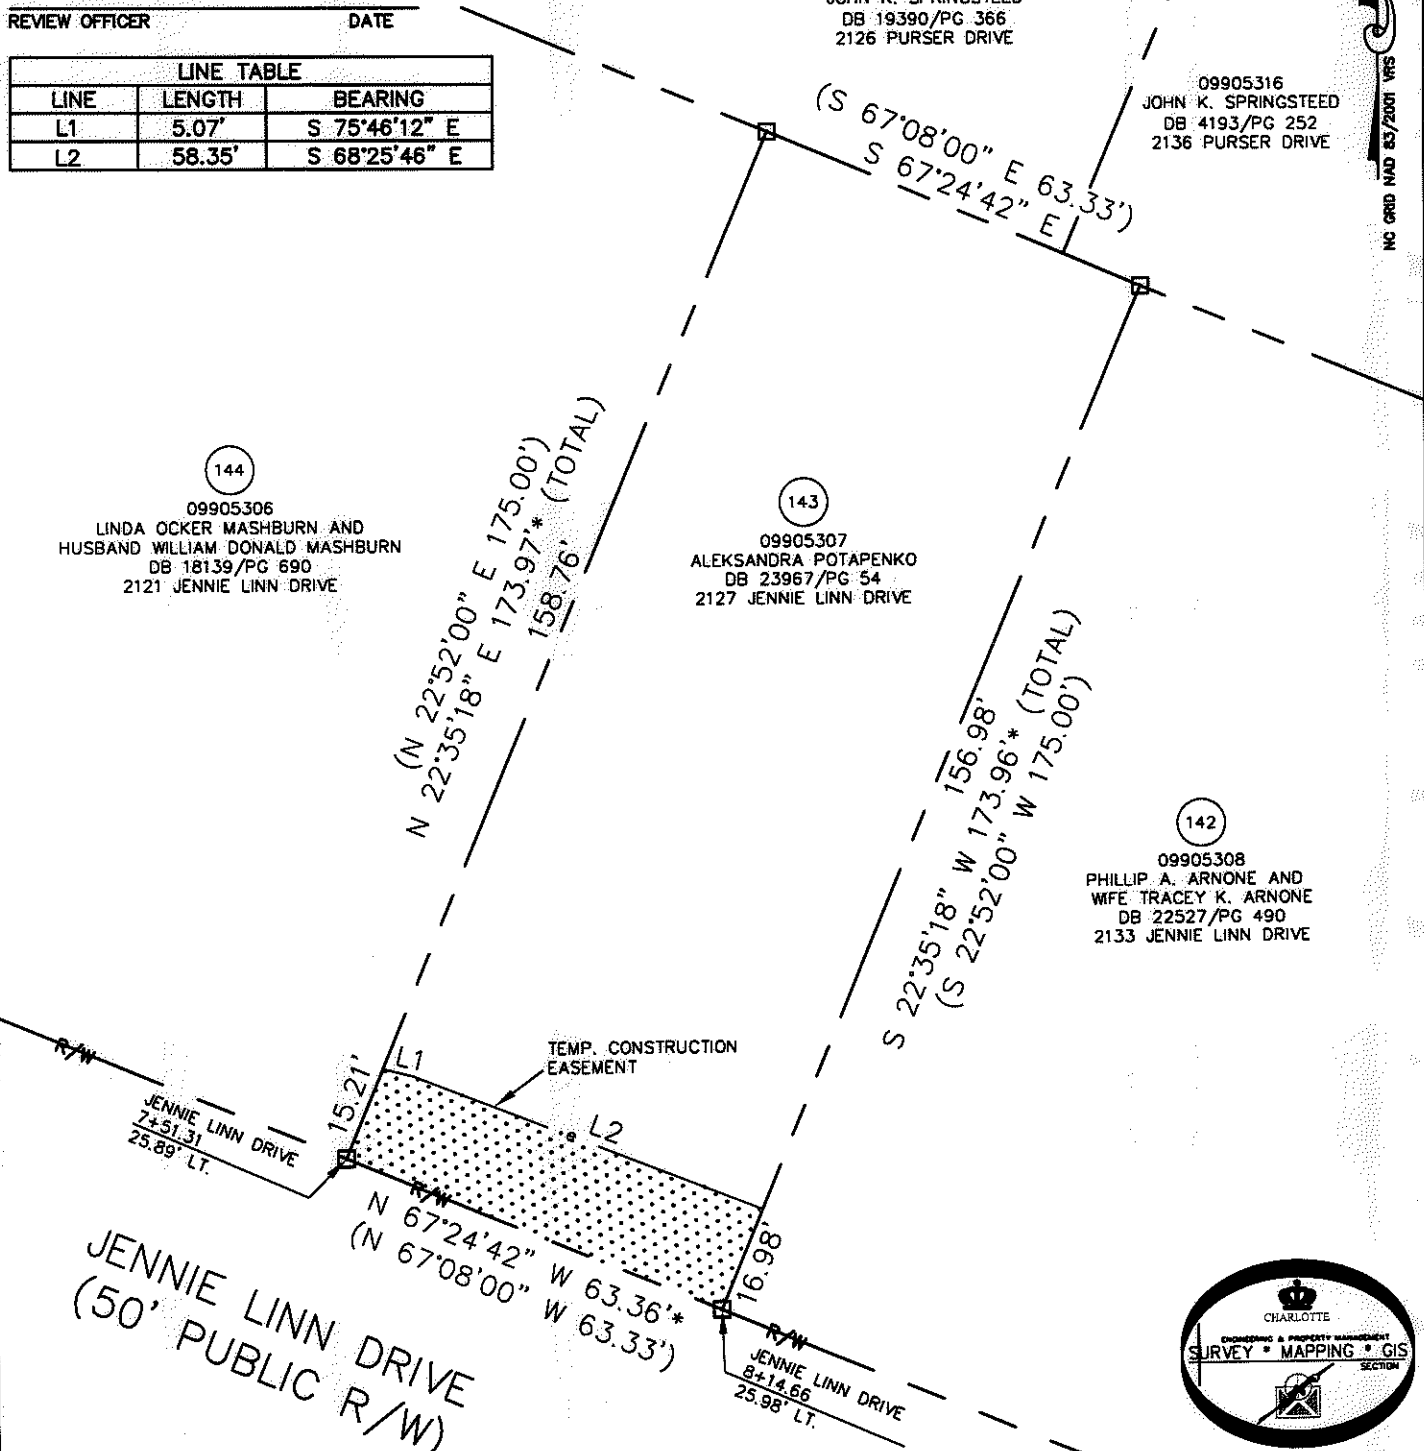 REVIEW OFFICER DATE
LINE TABLE
LINE LENGTH BEARING
L1 5.07' S 75°46'12" E
L2 58.35' S 68°25'46" E
JOHN K. SPRINGSTEED
DB 19390/PG 366
2126 PURSER DRIVE
09905316
JOHN K. SPRINGSTEED
DB 4193/PG 252
2136 PURSER DRIVE
NC GRID NAD 83/2001 VRS
(S 67°08'00" E 63.33')
S 67°24'42" E
144
09905306
LINDA OCKER MASHBURN AND
HUSBAND WILLIAM DONALD MASHBURN
DB 18139/PG 690
2121 JENNIE LINN DRIVE
(N 22°52'00" E 175.00')
N 22°35'18" E 173.97'* (TOTAL)
158.76'
143
09905307
ALEKSANDRA POTAPENKO
DB 23967/PG 54
2127 JENNIE LINN DRIVE
156.98'
S 22°35'18" W 173.96'* (TOTAL)
(S 22°52'00" W 175.00')
142
09905308
PHILLIP A. ARNONE AND
WIFE TRACEY K. ARNONE
DB 22527/PG 490
2133 JENNIE LINN DRIVE
R/W
JENNIE LINN DRIVE
7+51.31
25.89' LT.
15.21'
L1
TEMP. CONSTRUCTION
EASEMENT
L2
R/W
N 67°24'42" W 63.36'*
(N 67°08'00" W 63.33')
16.98'
R/W
JENNIE LINN DRIVE
8+14.66
25.98' LT.
JENNIE LINN DRIVE
(50' PUBLIC R/W)
CHARLOTTE
ENGINEERING & PROPERTY MANAGEMENT
SURVEY * MAPPING * GIS
SECTION